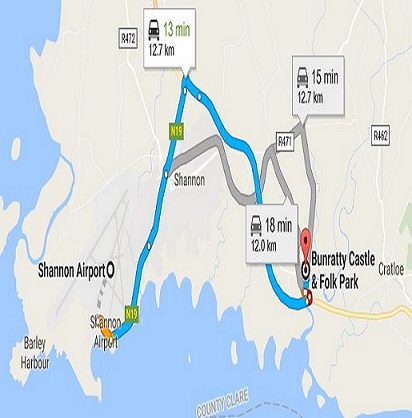 R472
13 min
12.7 km
15 min
12.7 km
N19
R471
R462
Shannon
18 min
12.0 km
Bunratty Castle
& Folk Park
Cratloe
Shannon Airport
N19
Shannon
Airport
Barley
Harbour
COUNTY CLARE